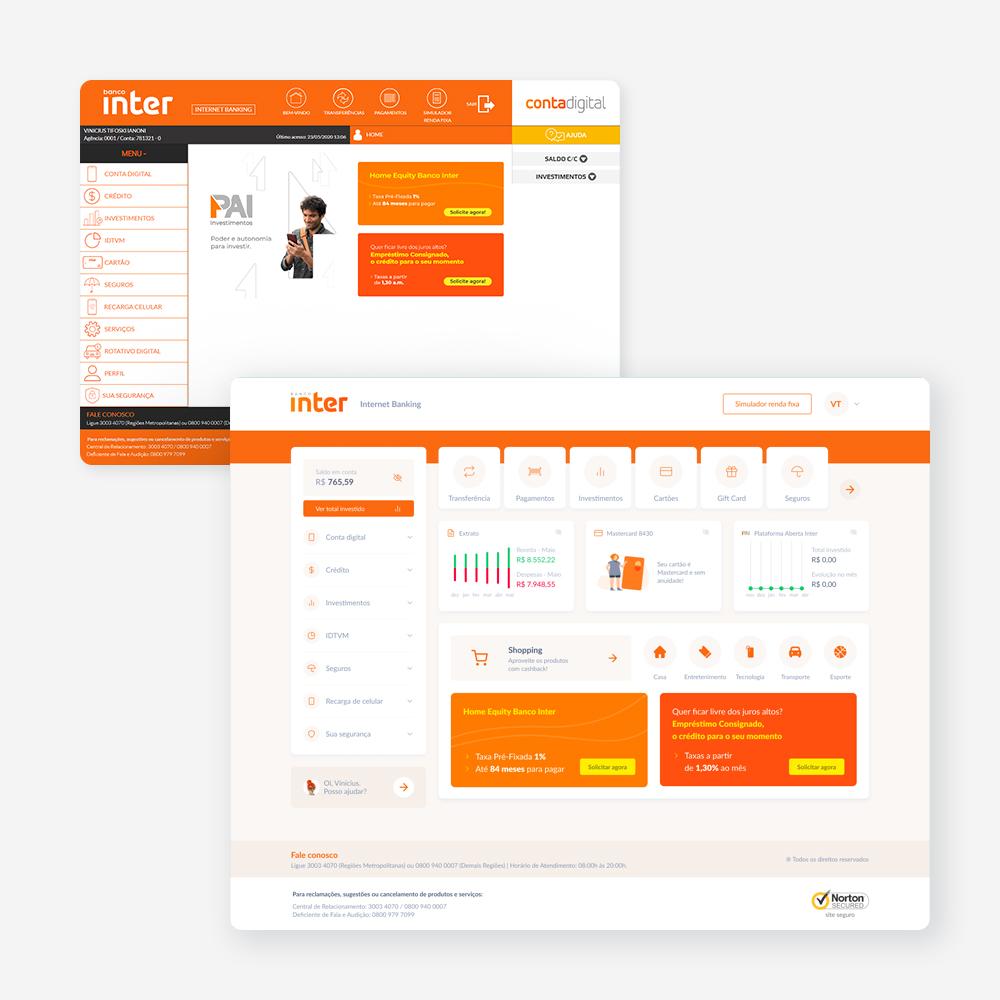 banco
inter
INTERNET BANKING
BEM-VINDO
TRANSFERÊNCIAS
PAGAMENTOS
SIMULADOR
RENDA FIXA
SAIR
contadigital
VINICIUS TIFOSKI IANONI
Agência: 0001 / Conta: 781321 - 0
Último acesso: 23/05/2020 13:06
HOME
AJUDA
MENU -
SALDO C/C
INVESTIMENTOS
CONTA DIGITAL
CRÉDITO
INVESTIMENTOS
IDTVM
CARTÃO
SEGUROS
RECARGA CELULAR
SERVIÇOS
ROTATIVO DIGITAL
PERFIL
SUA SEGURANÇA
PAI
Investimentos
Poder e autonomia
para investir.
Home Equity Banco Inter
Taxa Pré-Fixada 1%
Até 84 meses para pagar
Solicite agora!
Quer ficar livre dos juros altos?
Empréstimo Consignado,
o crédito para o seu momento
Taxas a partir
de 1,30 a.m.
Solicite agora!
FALE CONOSCO
Ligue 3003 4070 (Regiões Metropolitanas) ou 0800 940 0007
Para reclamações, sugestões ou cancelamento de produtos e serviç
Central de Relacionamento: 3003 4070 / 0800 940 0007
Deficiente de Fala e Audição: 0800 979 7099
BANCO
inter
Internet Banking
Simulador renda fixa
VT
Saldo em conta
R$ 765,59
Ver total investido
Conta digital
Crédito
Investimentos
IDTVM
Seguros
Recarga de celular
Sua segurança
Oi, Vinícius.
Posso ajudar?
Transferência
Pagamentos
Investimentos
Cartões
Gift Card
Seguros
Extrato
Receita - Maio
R$ 8.552,22
Despesas - Maio
R$ 7.948,55
dez jan fev mar abr mai
Mastercard 8430
Seu cartão é
Mastercard e sem
anuidade!
PAI Plataforma Aberta Inter
Total investido
R$ 0,00
Evolução no mês
R$ 0,00
nov dez jan fev mar abr
Shopping
Aproveite os produtos
com cashback!
Casa
Entretenimento
Tecnologia
Transporte
Esporte
Home Equity Banco Inter
Taxa Pré-Fixada 1%
Até 84 meses para pagar
Solicitar agora
Quer ficar livre dos juros altos?
Empréstimo Consignado,
o crédito para o seu momento
Taxas a partir
de 1,30% ao mês
Solicitar agora
Fale conosco
Ligue 3003 4070 (Regiões Metropolitanas) ou 0800 940 0007 (Demais Regiões) | Horário de Atendimento: 08:00h às 20:00h.
® Todos os direitos reservados
Para reclamações, sugestões ou cancelamento de produtos e serviços:
Central de Relacionamento: 3003 4070 / 0800 940 0007
Deficiente de Fala e Audição: 0800 979 7099
Norton
SECURED
site seguro